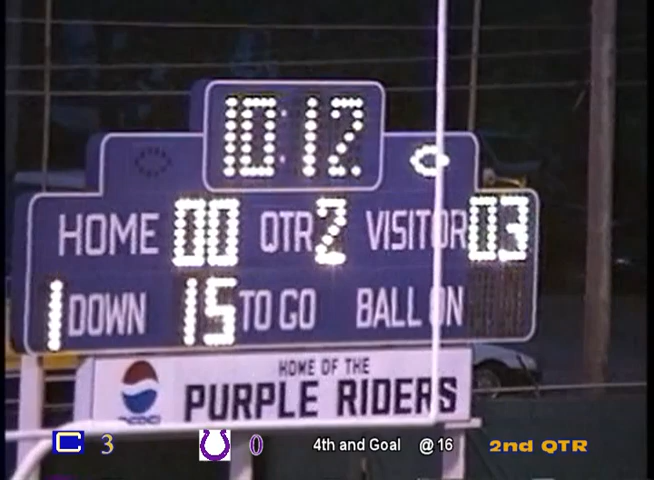 10:12
HOME 00 QTR 2 VISITOR 03
1 DOWN 15 TO GO BALL ON
HOME OF THE
PURPLE RIDERS
C 3 0 4th and Goal @ 16 2nd QTR